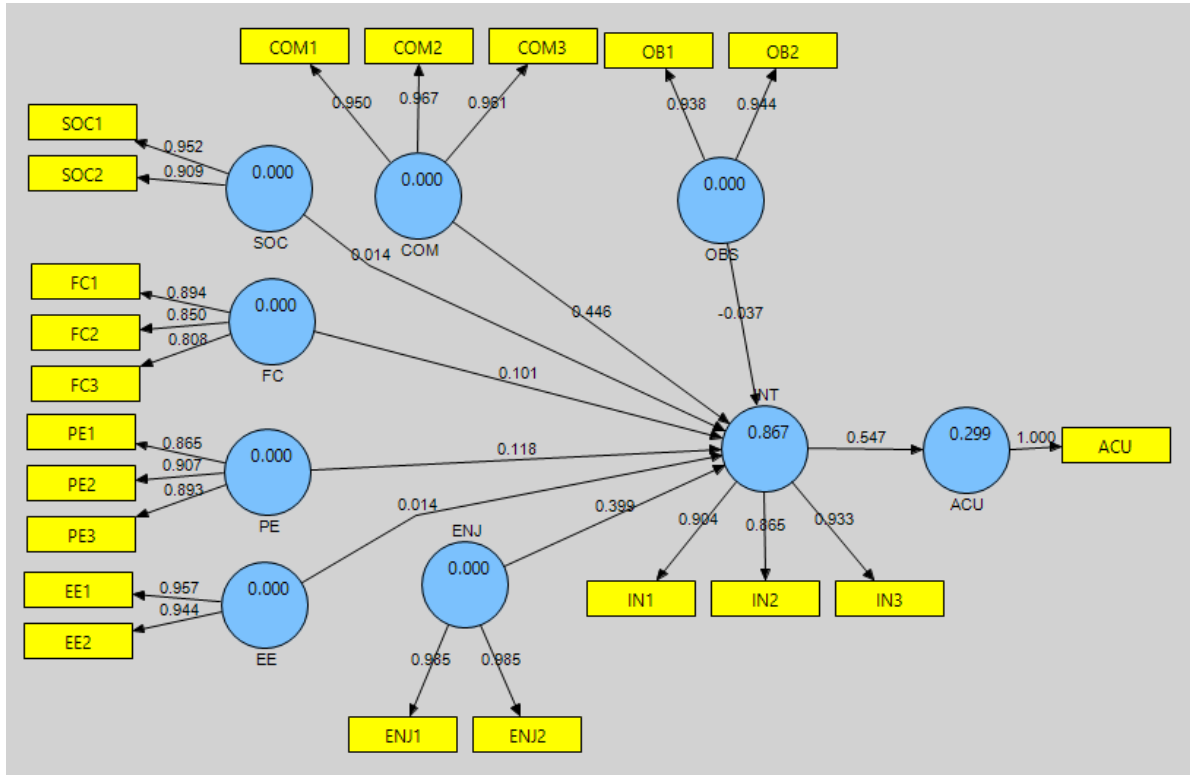 COM1
COM2
COM3
OB1
OB2
0.950
0.967
0.961
0.938
0.944
SOC1
SOC2
0.952
0.909
0.000
SOC
0.000
COM
0.000
OBS
0.014
0.446
-0.037
FC1
FC2
FC3
0.894
0.850
0.808
0.000
FC
0.101
INT
0.867
0.547
0.299
ACU
1.000
ACU
PE1
PE2
PE3
0.865
0.907
0.893
0.000
PE
0.118
0.014
0.399
ENJ
0.000
0.904
0.865
0.933
IN1
IN2
IN3
EE1
EE2
0.957
0.944
0.000
EE
0.985
0.985
ENJ1
ENJ2